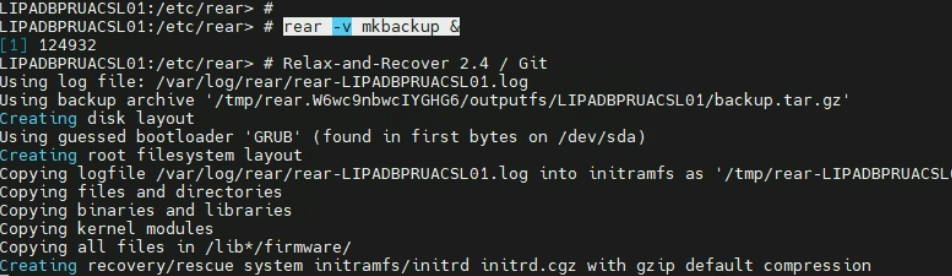 LIPADBPRUACSL01:/etc/rear> #
LIPADBPRUACSL01:/etc/rear> # rear -v mkbackup &
[1] 124932
LIPADBPRUACSL01:/etc/rear> # Relax-and-Recover 2.4 / Git
Using log file: /var/log/rear/rear-LIPADBPRUACSL01.log
Using backup archive '/tmp/rear.W6wc9nbwcIYGHG6/outputfs/LIPADBPRUACSL01/backup.tar.gz'
Creating disk layout
Using guessed bootloader 'GRUB' (found in first bytes on /dev/sda)
Creating root filesystem layout
Copying logfile /var/log/rear/rear-LIPADBPRUACSL01.log into initramfs as '/tmp/rear-LIPADBPRUACSL0
Copying files and directories
Copying binaries and libraries
Copying kernel modules
Copying all files in /lib*/firmware/
Creating recovery/rescue system initramfs/initrd initrd.cgz with gzip default compression